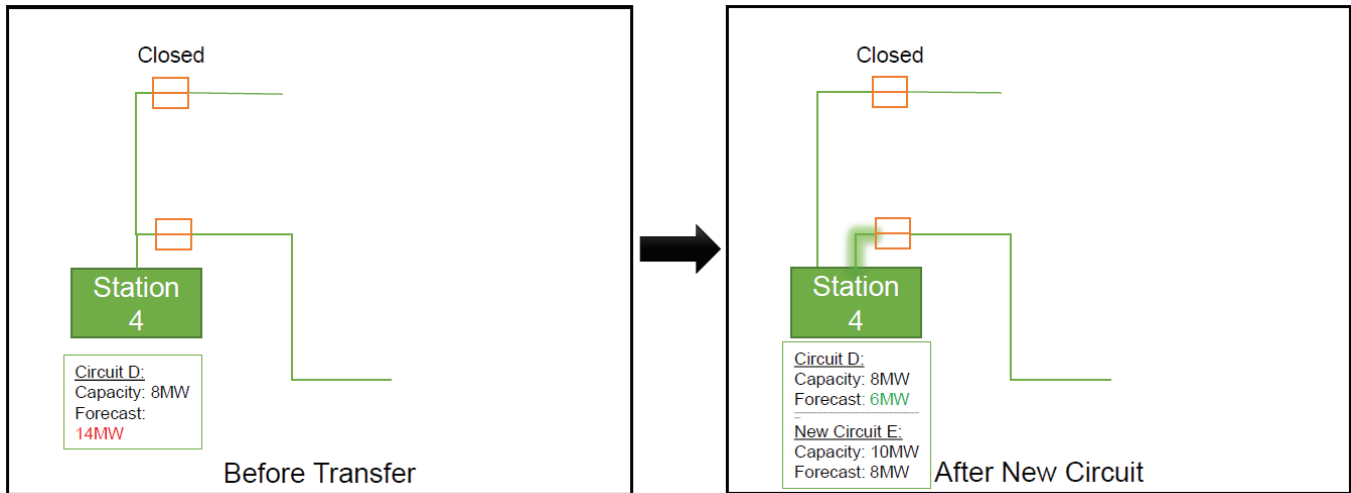 Closed
Station
4
Circuit D:
Capacity: 8MW
Forecast:
14MW
Before Transfer
Closed
Station
4
Circuit D:
Capacity: 8MW
Forecast: 6MW
New Circuit E:
Capacity: 10MW
Forecast: 8MW
After New Circuit